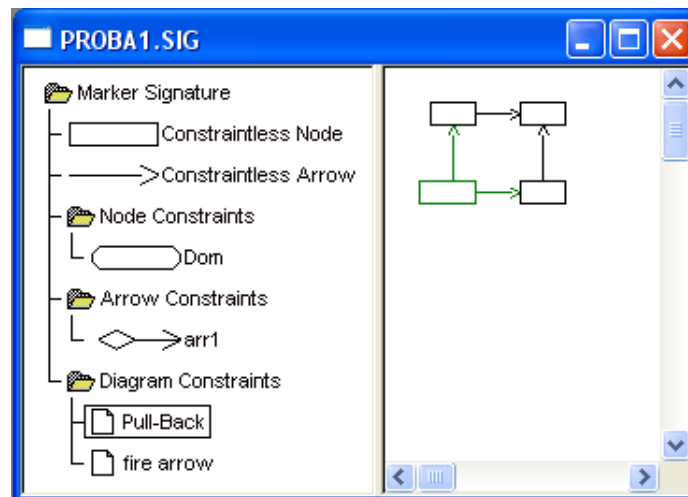 PROBA1.SIG
Marker Signature
Constraintless Node
Constraintless Arrow
Node Constraints
Dom
Arrow Constraints
arr1
Diagram Constraints
Pull-Back
fire arrow